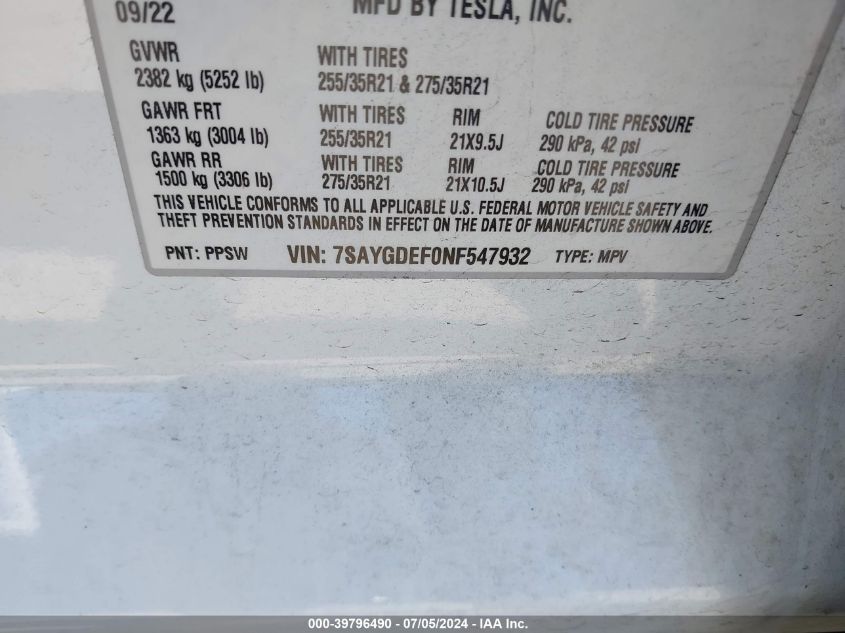 09/22 MFD BY TESLA, INC.
GVWR WITH TIRES
2382 kg (5252 lb) 255/35R21 & 275/35R21
GAWR FRT WITH TIRES RIM COLD TIRE PRESSURE
1363 kg (3004 lb) 255/35R21 21X9.5J 290 kPa, 42 psi
GAWR RR WITH TIRES RIM COLD TIRE PRESSURE
1500 kg (3306 lb) 275/35R21 21X10.5J 290 kPa, 42 psi
THIS VEHICLE CONFORMS TO ALL APPLICABLE U.S. FEDERAL MOTOR VEHICLE SAFETY AND
THEFT PREVENTION STANDARDS IN EFFECT ON THE DATE OF MANUFACTURE SHOWN ABOVE.
PNT: PPSW VIN: 7SAYGDEF0NF547932 TYPE: MPV
000-39796490 - 07/05/2024 - IAA Inc.